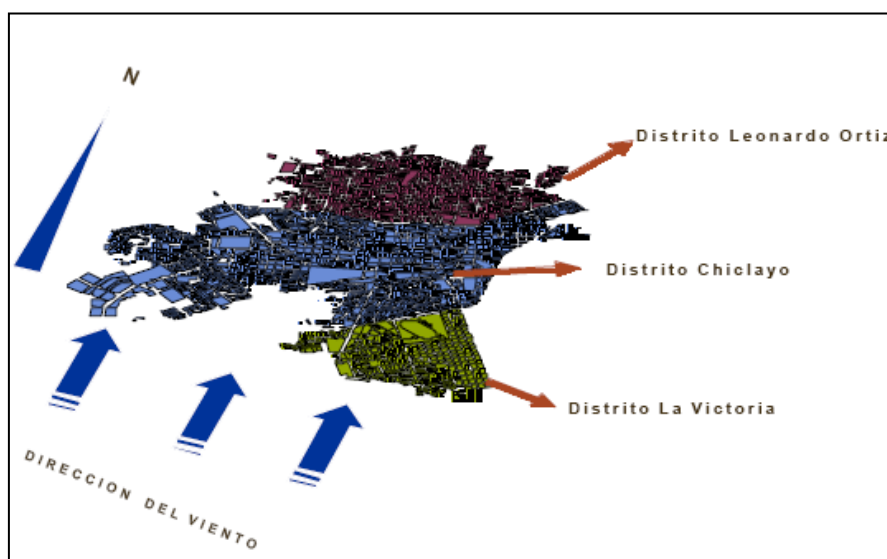 N
Distrito Leonardo Ortiz
Distrito Chiclayo
Distrito La Victoria
DIRECCION DEL VIENTO